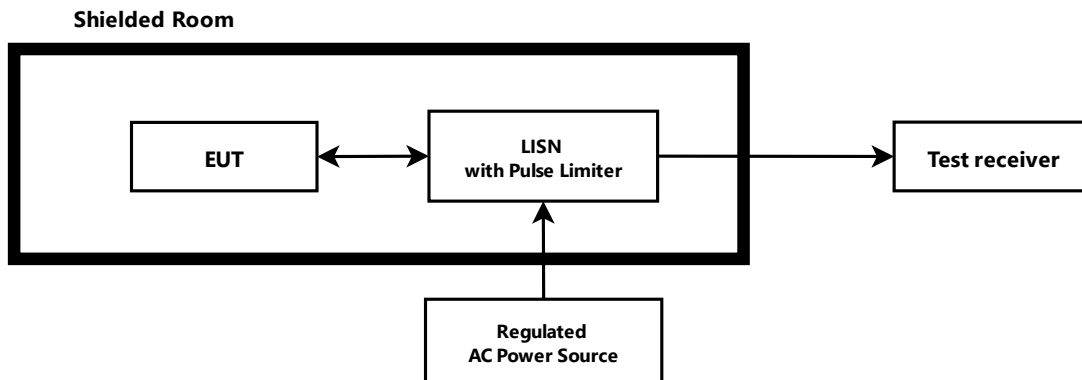 Shielded Room
EUT
LISN
with Pulse Limiter
Test receiver
Regulated
AC Power Source